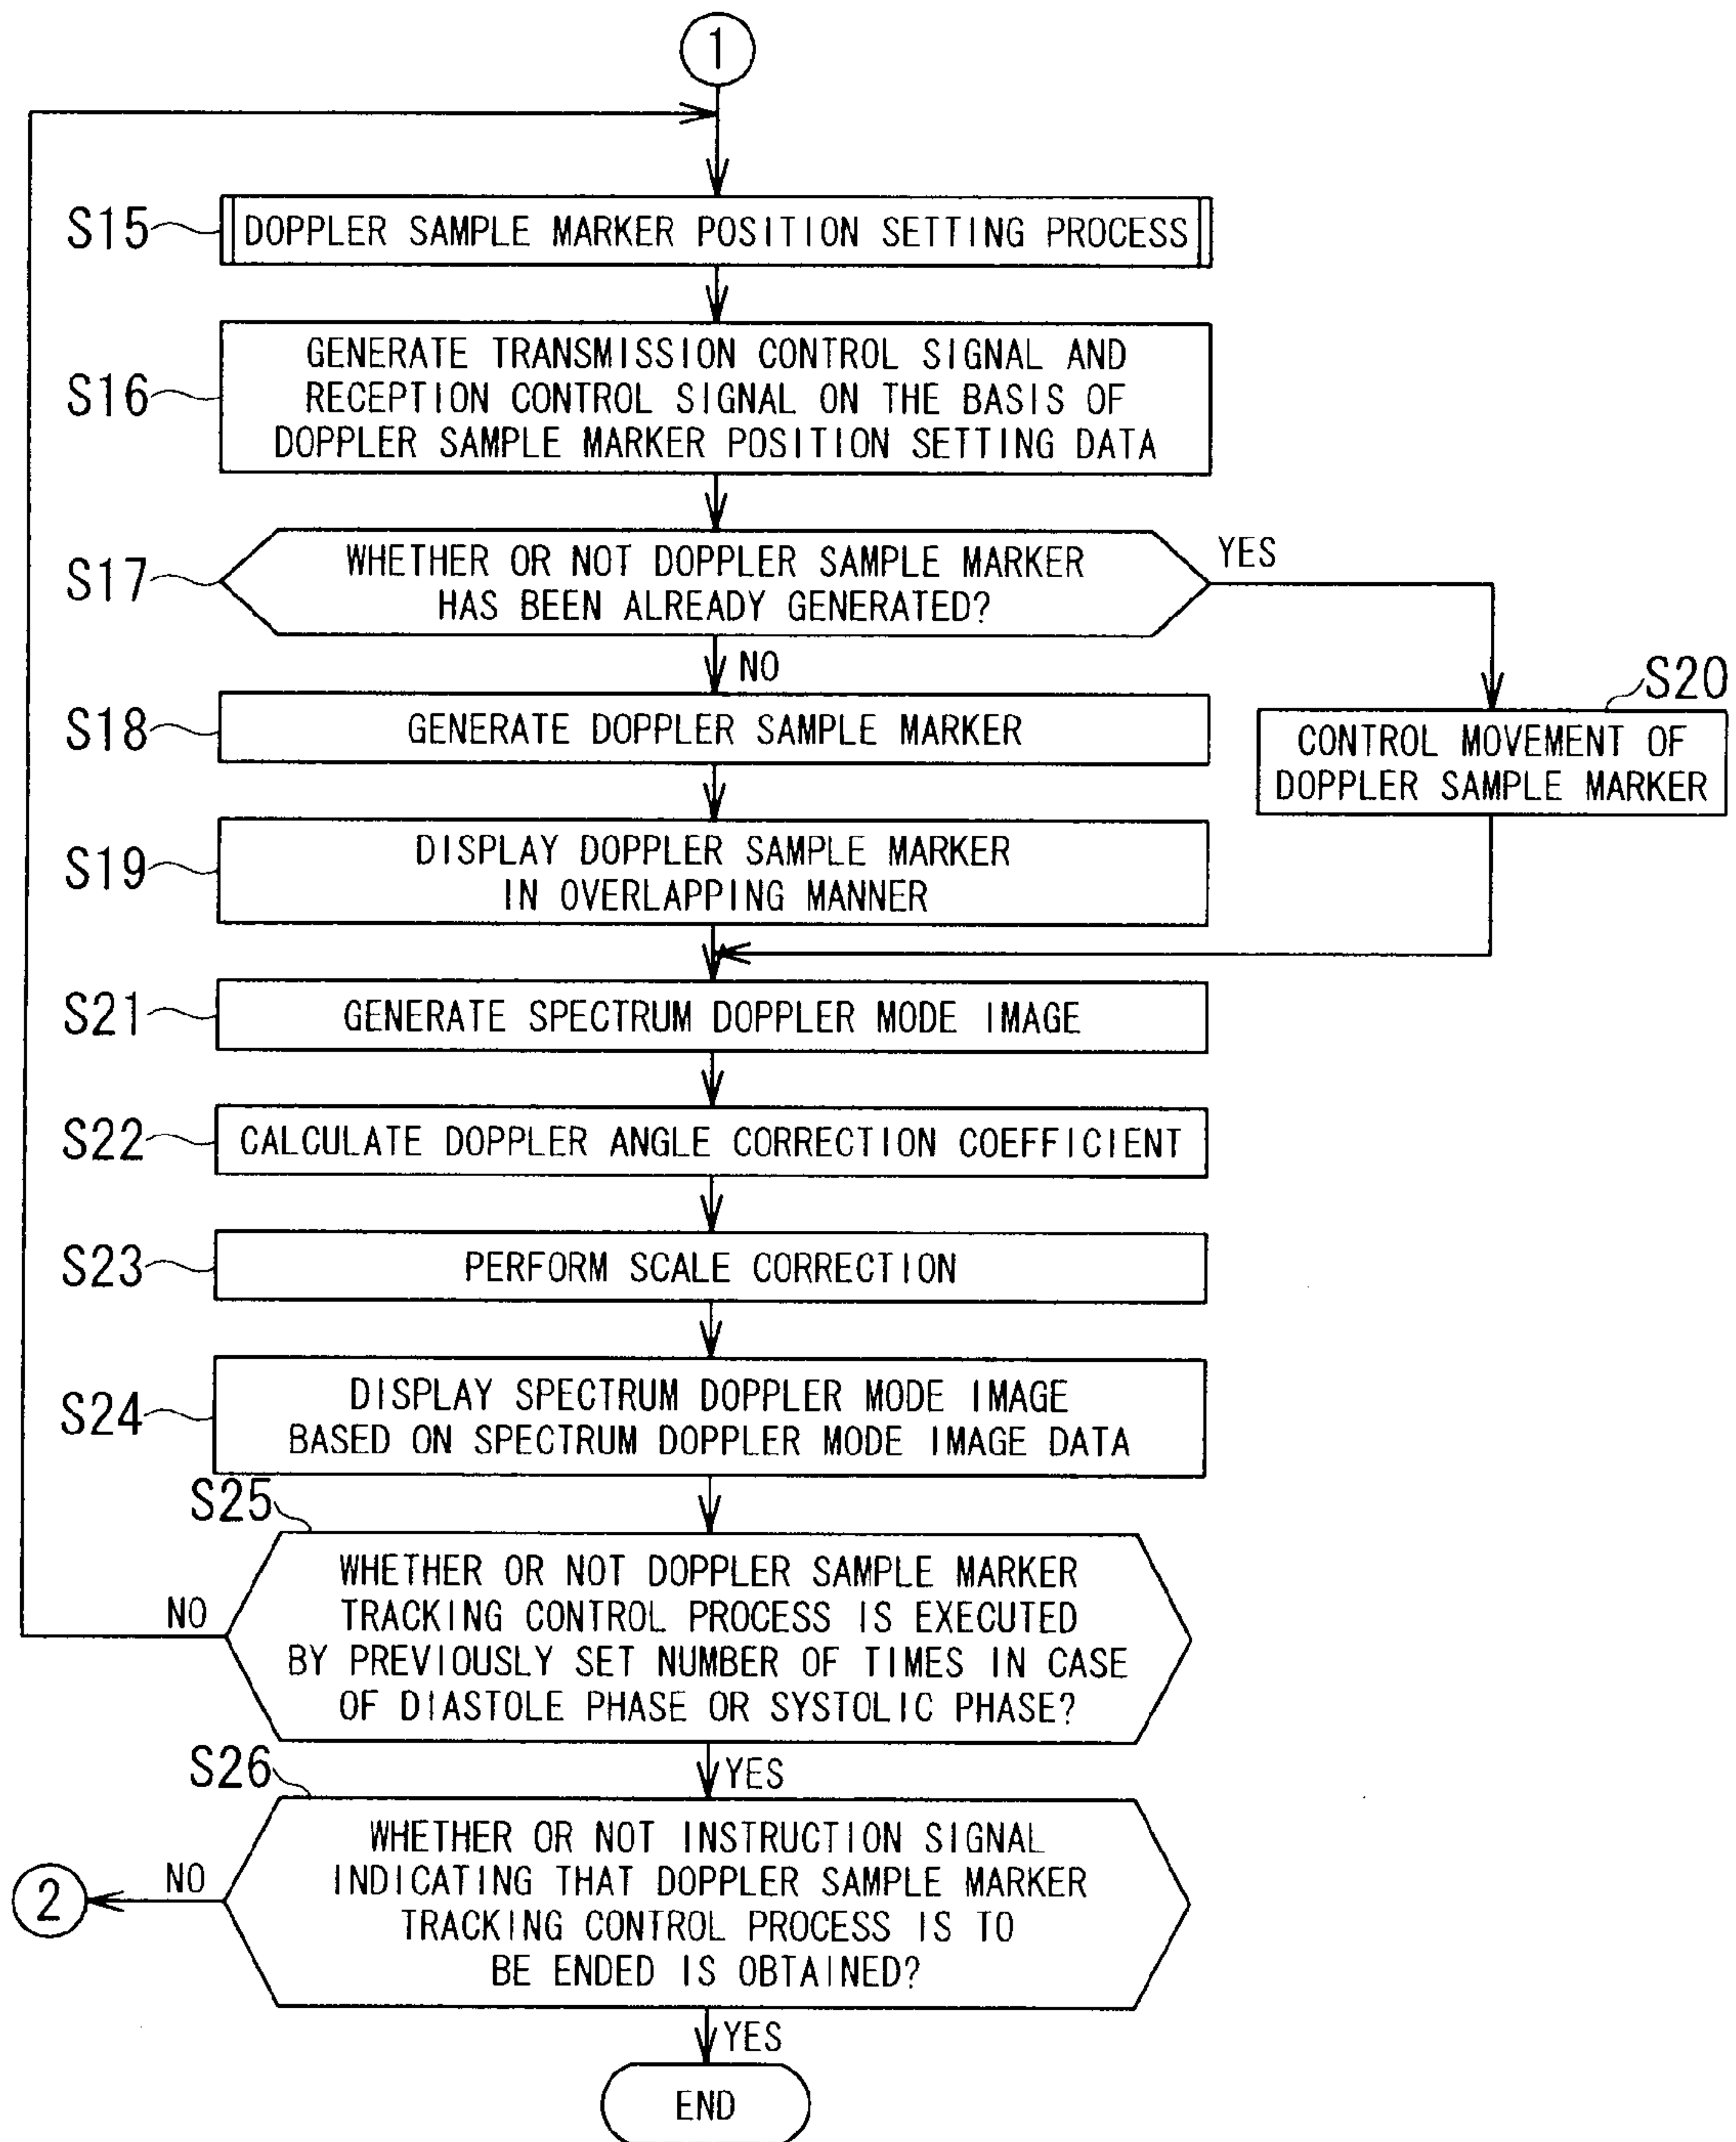 1
S15
DOPPLER SAMPLE MARKER POSITION SETTING PROCESS
S16
GENERATE TRANSMISSION CONTROL SIGNAL AND
RECEPTION CONTROL SIGNAL ON THE BASIS OF
DOPPLER SAMPLE MARKER POSITION SETTING DATA
S17
WHETHER OR NOT DOPPLER SAMPLE MARKER
HAS BEEN ALREADY GENERATED?
YES
NO
S18
GENERATE DOPPLER SAMPLE MARKER
S20
CONTROL MOVEMENT OF
DOPPLER SAMPLE MARKER
S19
DISPLAY DOPPLER SAMPLE MARKER
IN OVERLAPPING MANNER
S21
GENERATE SPECTRUM DOPPLER MODE IMAGE
S22
CALCULATE DOPPLER ANGLE CORRECTION COEFFICIENT
S23
PERFORM SCALE CORRECTION
S24
DISPLAY SPECTRUM DOPPLER MODE IMAGE
BASED ON SPECTRUM DOPPLER MODE IMAGE DATA
S25
WHETHER OR NOT DOPPLER SAMPLE MARKER
TRACKING CONTROL PROCESS IS EXECUTED
BY PREVIOUSLY SET NUMBER OF TIMES IN CASE
OF DIASTOLE PHASE OR SYSTOLIC PHASE?
NO
YES
S26
WHETHER OR NOT INSTRUCTION SIGNAL
INDICATING THAT DOPPLER SAMPLE MARKER
TRACKING CONTROL PROCESS IS TO
BE ENDED IS OBTAINED?
NO
2
YES
END